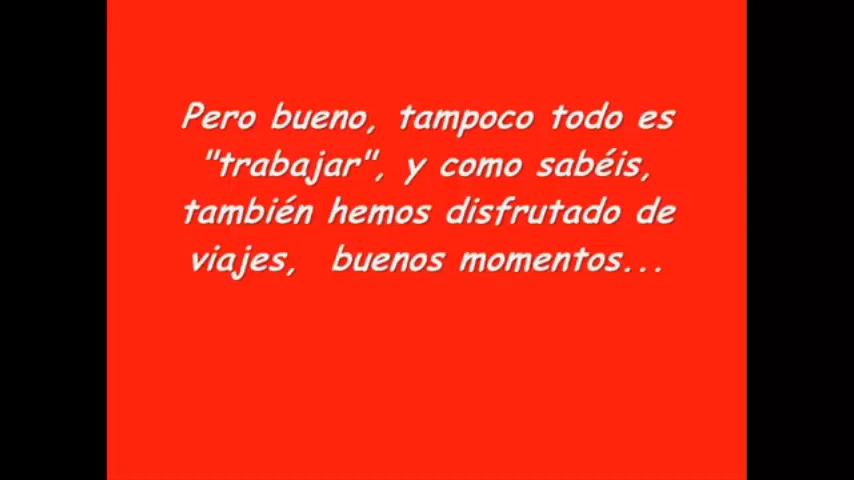 Pero bueno, tampoco todo es
"trabajar", y como sabéis,
también hemos disfrutado de
viajes, buenos momentos...